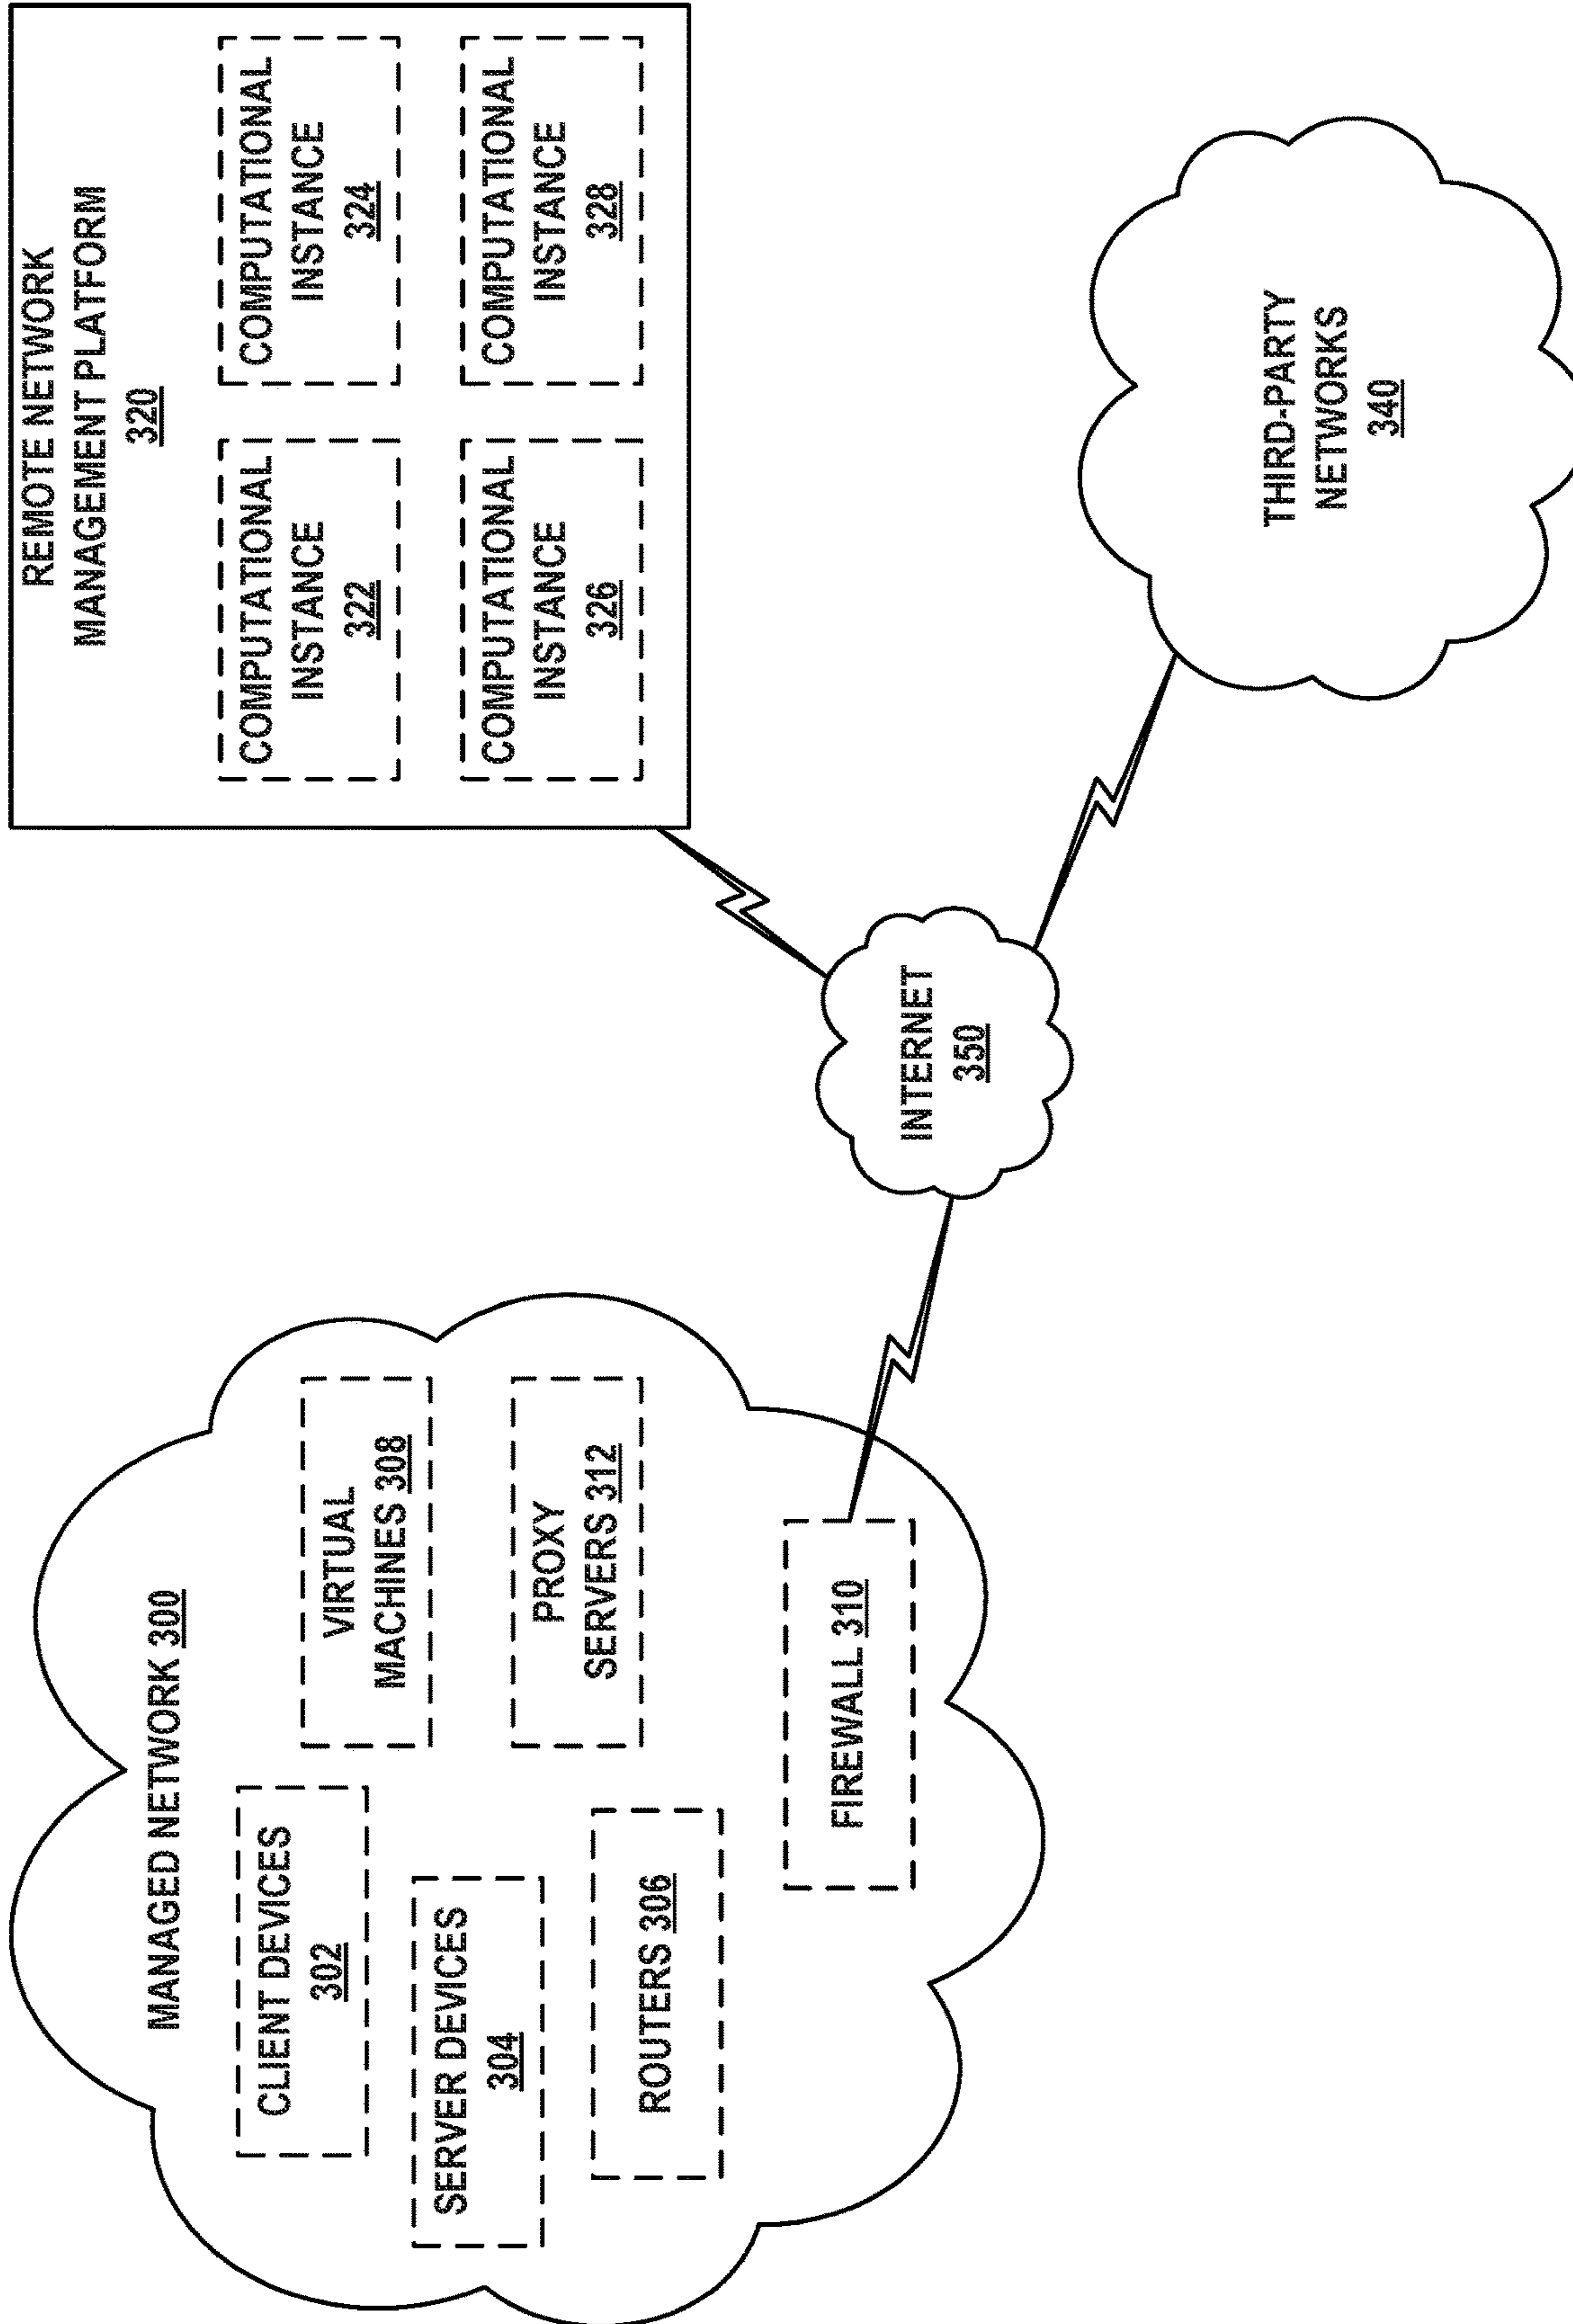 MANAGED NETWORK 300
CLIENT DEVICES
302
SERVER DEVICES
304
ROUTERS 306
VIRTUAL
MACHINES 308
PROXY
SERVERS 312
FIREWALL 310
INTERNET
350
REMOTE NETWORK
MANAGEMENT PLATFORM
320
COMPUTATIONAL
INSTANCE
322
COMPUTATIONAL
INSTANCE
324
COMPUTATIONAL
INSTANCE
326
COMPUTATIONAL
INSTANCE
328
THIRD-PARTY
NETWORKS
340